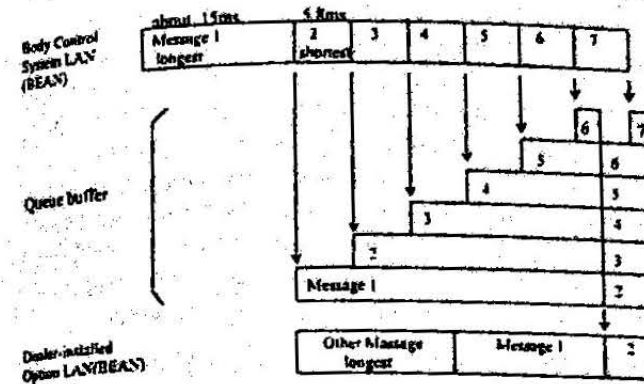 about 15ms 5.8ms
Body Control
System LAN
(BEAN)
Message 1
longest
2
shortest
3
4
5
6
7
6
7
5
6
4
5
3
4
2
3
Queue buffer
Message 1
2
Dealer-installed
Option LAN(BEAN)
Other Massage
longest
Message 1
2